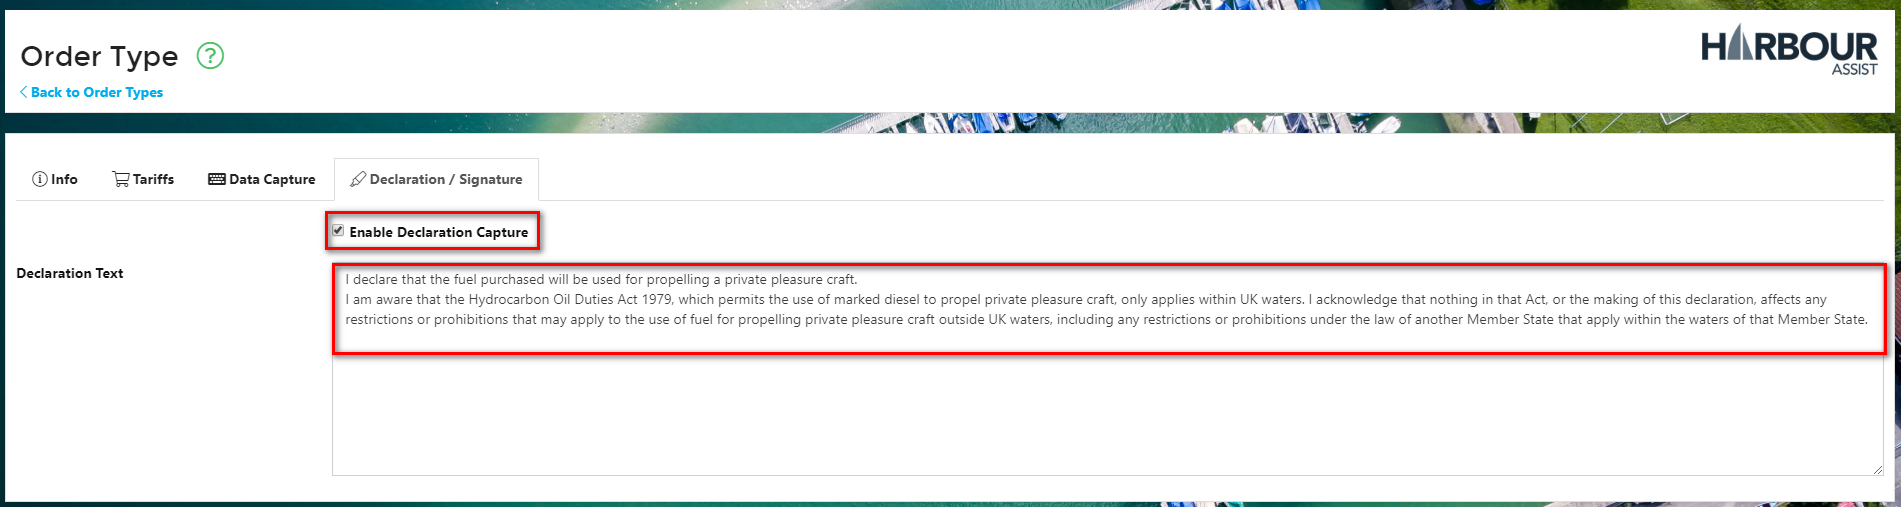 Order Type ?
HARBOUR
ASSIST
Back to Order Types
Info Tariffs Data Capture Declaration / Signature
Enable Declaration Capture
Declaration Text
I declare that the fuel purchased will be used for propelling a private pleasure craft.
I am aware that the Hydrocarbon Oil Duties Act 1979, which permits the use of marked diesel to propel private pleasure craft, only applies within UK waters. I acknowledge that nothing in that Act, or the making of this declaration, affects any
restrictions or prohibitions that may apply to the use of fuel for propelling private pleasure craft outside UK waters, including any restrictions or prohibitions under the law of another Member State that apply within the waters of that Member State.